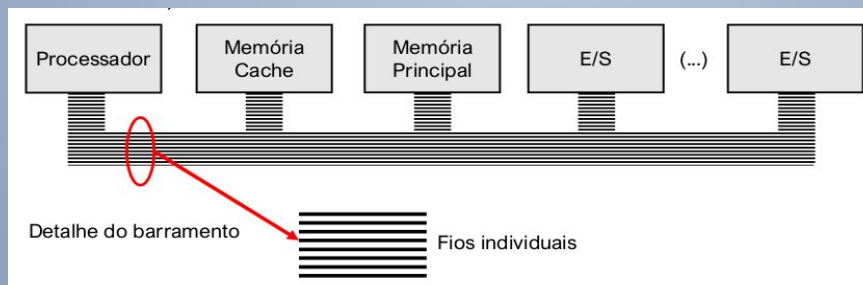 Processador
Memória
Cache
Memória
Principal
E/S
(...)
E/S
Detalhe do barramento
Fios individuais